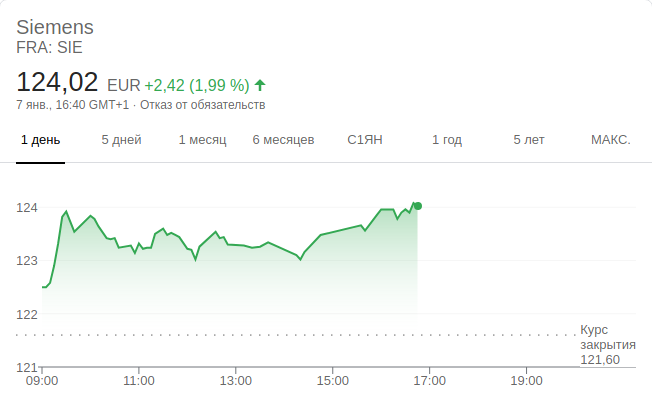 Siemens
FRA: SIE
124,02 EUR +2,42 (1,99 %)
7 янв., 16:40 GMT+1 · Отказ от обязательств
1 день 5 дней 1 месяц 6 месяцев С1ЯН 1 год 5 лет МАКС.
124
123
122
Курс
закрытия
121,60
121
09:00 11:00 13:00 15:00 17:00 19:00